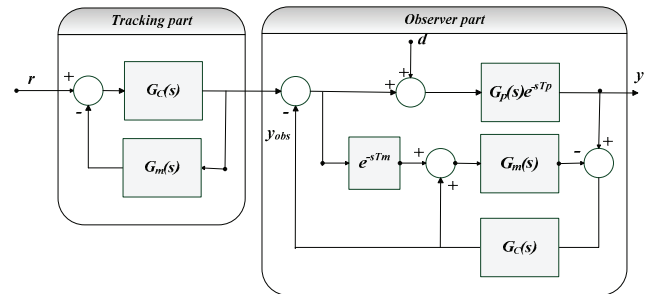 Tracking part
Observer part
d
r
+
-
G_C(s)
G_m(s)
-
y_obs
+
+
G_p(s)e^{-sTp}
y
e^{-sTm}
+
+
G_m(s)
-
+
G_C(s)